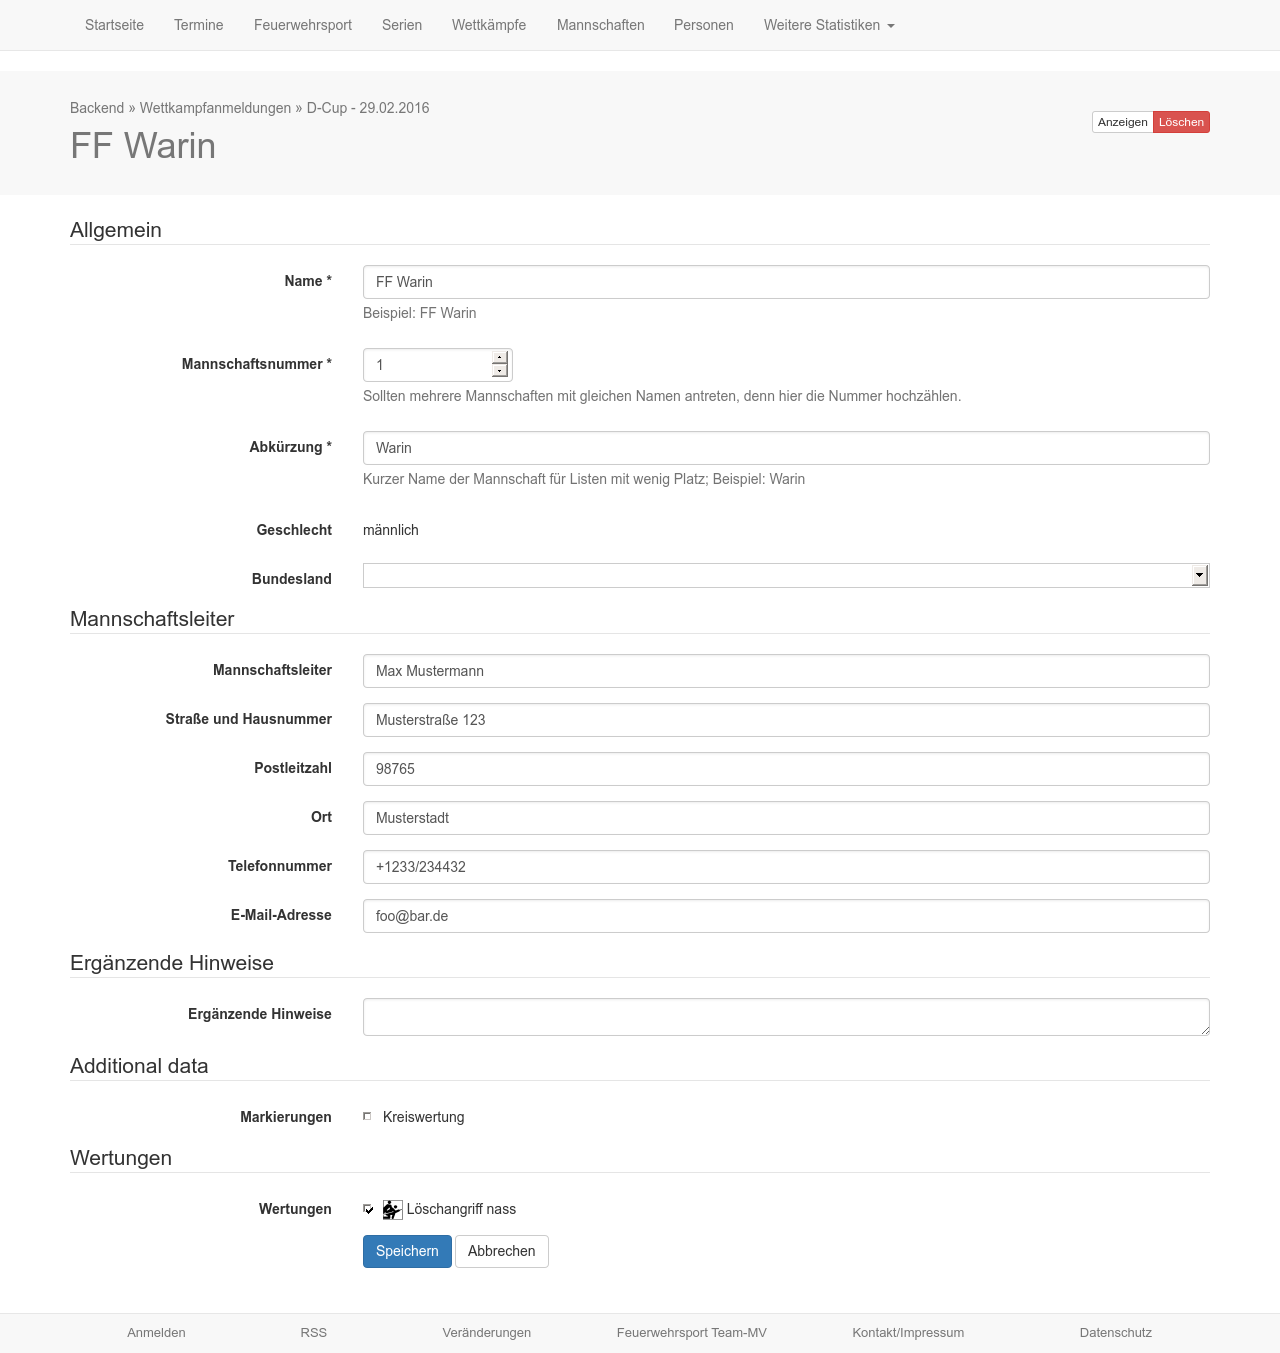 Startseite Termine Feuerwehrsport Serien Wettkämpfe Mannschaften Personen Weitere Statistiken
Backend » Wettkampfanmeldungen » D-Cup - 29.02.2016
FF Warin
Anzeigen Löschen
Allgemein
Name * FF Warin
Beispiel: FF Warin
Mannschaftsnummer * 1
Sollten mehrere Mannschaften mit gleichen Namen antreten, denn hier die Nummer hochzählen.
Abkürzung * Warin
Kurzer Name der Mannschaft für Listen mit wenig Platz; Beispiel: Warin
Geschlecht männlich
Bundesland
Mannschaftsleiter
Mannschaftsleiter Max Mustermann
Straße und Hausnummer Musterstraße 123
Postleitzahl 98765
Ort Musterstadt
Telefonnummer +1233/234432
E-Mail-Adresse foo@bar.de
Ergänzende Hinweise
Ergänzende Hinweise
Additional data
Markierungen Kreiswertung
Wertungen
Wertungen Löschangriff nass
Speichern Abbrechen
Anmelden RSS Veränderungen Feuerwehrsport Team-MV Kontakt/Impressum Datenschutz